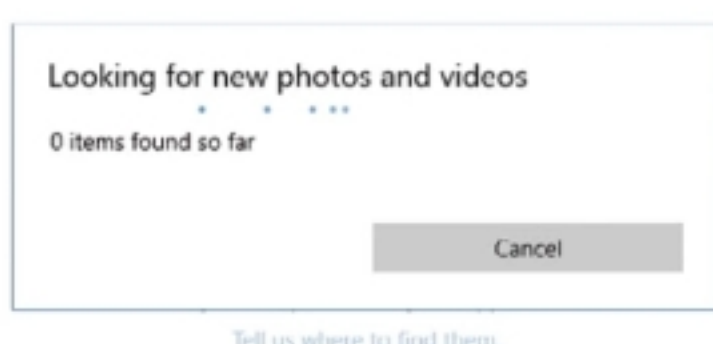 Looking for new photos and videos
0 items found so far
Cancel
Tell us where to find them